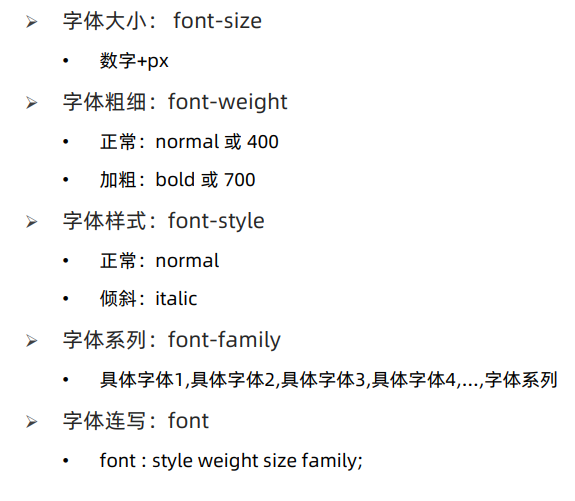 字体大小： font-size
数字+px
字体粗细：font-weight
正常：normal 或 400
加粗：bold 或 700
字体样式：font-style
正常：normal
倾斜：italic
字体系列：font-family
具体字体1,具体字体2,具体字体3,具体字体4,...,字体系列
字体连写：font
font : style weight size family;